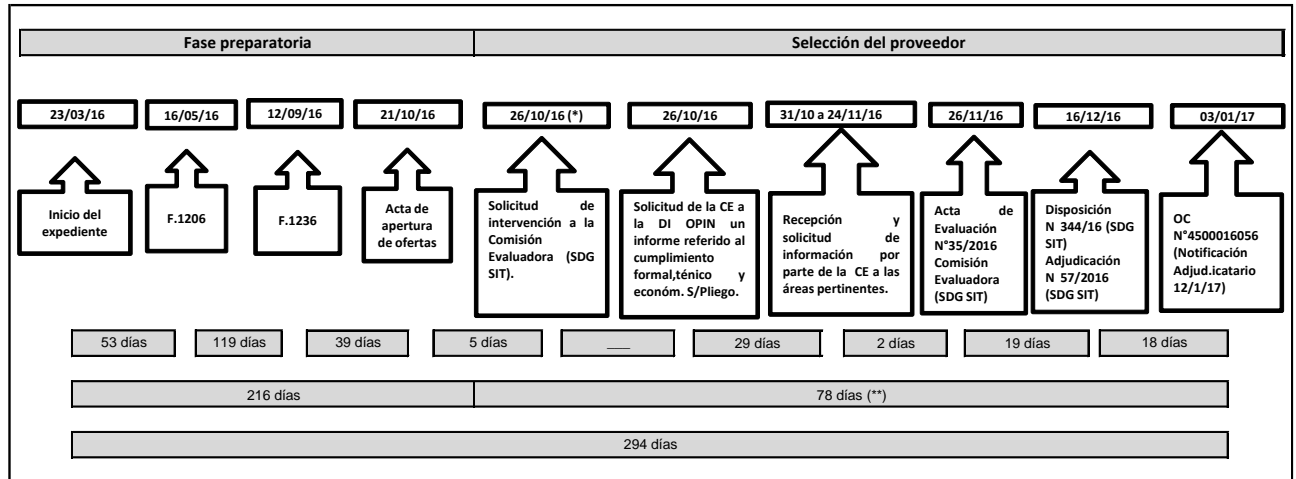 Fase preparatoria
Selección del proveedor
23/03/16
16/05/16
12/09/16
21/10/16
26/10/16 (*)
26/10/16
31/10 a 24/11/16
26/11/16
16/12/16
03/01/17
Inicio del
expediente
F.1206
F.1236
Acta de
apertura
de ofertas
Solicitud de
intervención a la
Comisión
Evaluadora (SDG
SIT).
Solicitud de la CE a
la DI OPIN un
informe referido al
cumplimiento
formal,ténico y
económ. S/Pliego.
Recepción y
solicitud de
información por
parte de la CE a las
áreas pertinentes.
Acta de
Evaluación
N°35/2016
Comisión
Evaluadora
(SDG SIT)
Disposición
N 344/16 (SDG
SIT)
Adjudicación
N 57/2016
(SDG SIT)
OC
N°4500016056
(Notificación
Adjud.icatario
12/1/17)
53 días
119 días
39 días
5 días
___
29 días
2 días
19 días
18 días
216 días
78 días (**)
294 días